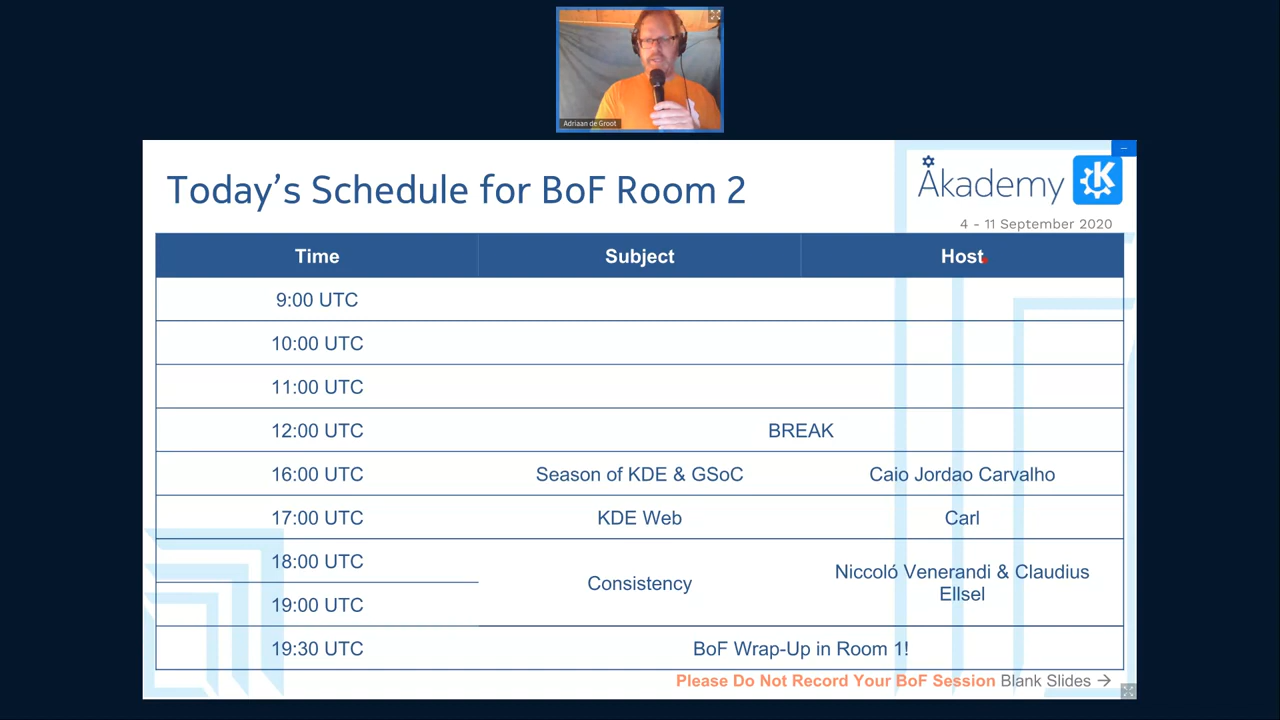 Adriaan de Groot
Today's Schedule for BoF Room 2
Akademy
4 - 11 September 2020
Time Subject Host
9:00 UTC
10:00 UTC
11:00 UTC
12:00 UTC BREAK
16:00 UTC Season of KDE & GSoC Caio Jordao Carvalho
17:00 UTC KDE Web Carl
18:00 UTC
19:00 UTC
Consistency
Niccoló Venerandi & Claudius
Ellsel
19:30 UTC BoF Wrap-Up in Room 1!
Please Do Not Record Your BoF Session Blank Slides →